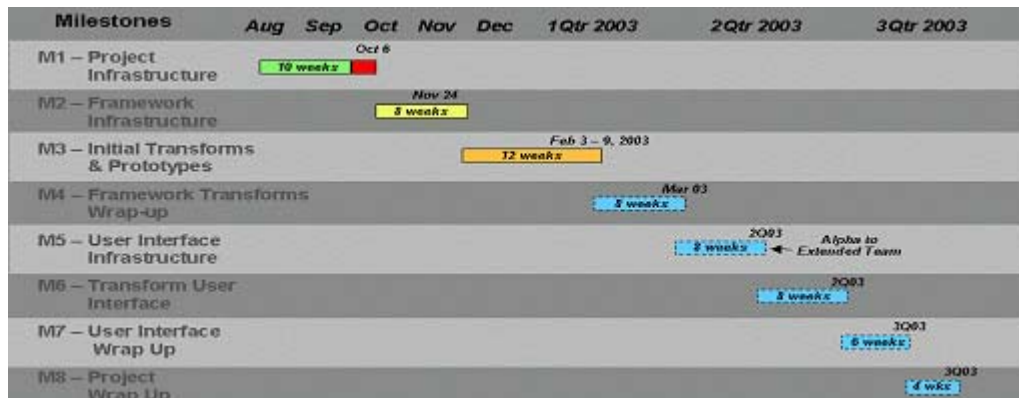 Milestones Aug Sep Oct Nov Dec 1Qtr 2003 2Qtr 2003 3Qtr 2003
Oct 6
M1 – Project
Infrastructure
10 weeks
Nov 24
M2 – Framework
Infrastructure
8 weeks
Feb 3 – 9, 2003
M3 – Initial Transforms
& Prototypes
12 weeks
Mar 03
M4 – Framework Transforms
Wrap-up
8 weeks
2Q03
M5 – User Interface
Infrastructure
8 weeks
Alpha to
Extended Team
2Q03
M6 – Transform User
Interface
8 weeks
3Q03
M7 – User Interface
Wrap Up
6 weeks
3Q03
M8 – Project
Wrap Up
4 wks